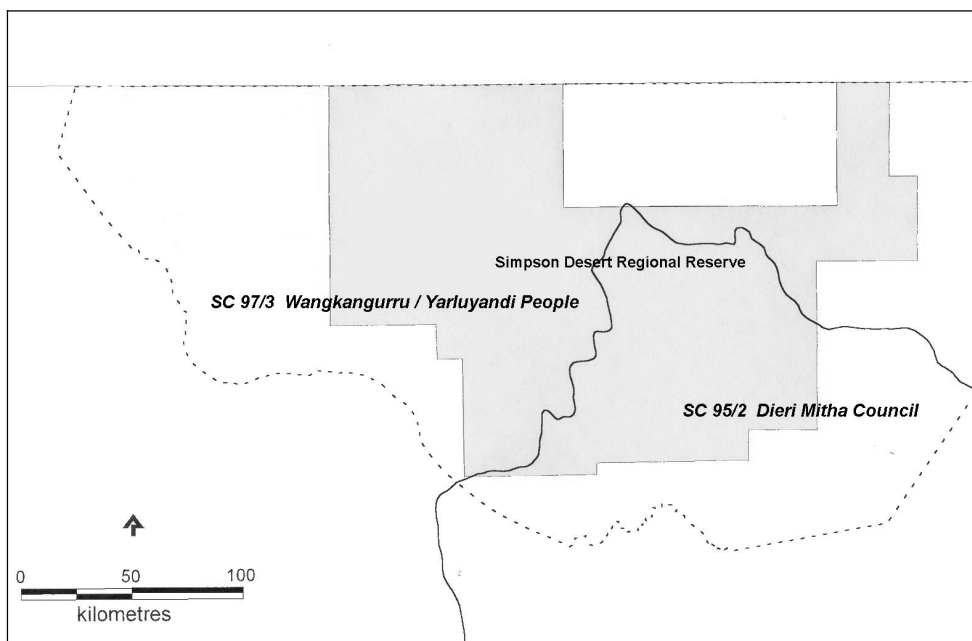 Simpson Desert Regional Reserve
SC 97/3 Wangkangurru / Yarluyandi People
SC 95/2 Dieri Mitha Council
0 50 100
kilometres